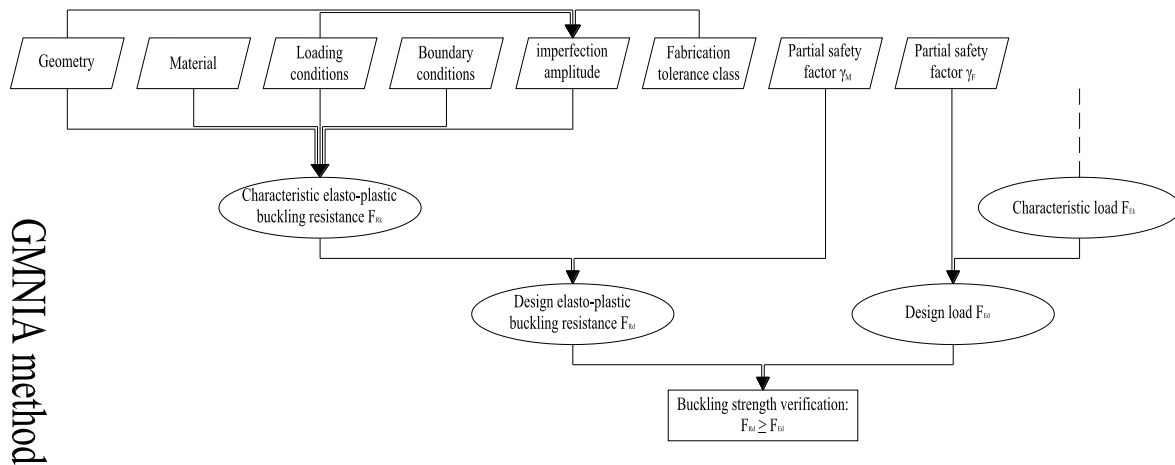 Geometry
Material
Loading
conditions
Boundary
conditions
imperfection
amplitude
Fabrication
tolerance class
Partial safety
factor γM
Partial safety
factor γF
Characteristic elasto-plastic
buckling resistance FRk
Characteristic load FEk
Design elasto-plastic
buckling resistance FRd
Design load FEd
Buckling strength verification:
FRd ≥ FEd
GMNIA method